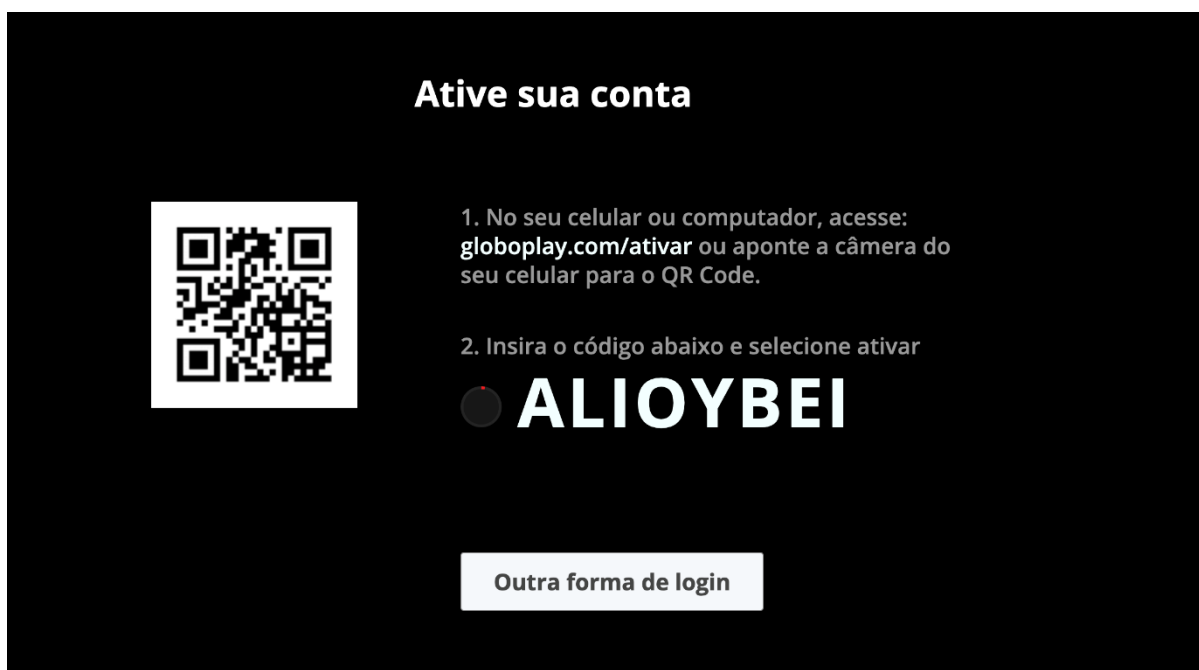 Ative sua conta
1. No seu celular ou computador, acesse:
globoplay.com/ativar ou aponte a câmera do
seu celular para o QR Code.
2. Insira o código abaixo e selecione ativar
ALIOYBEI
Outra forma de login